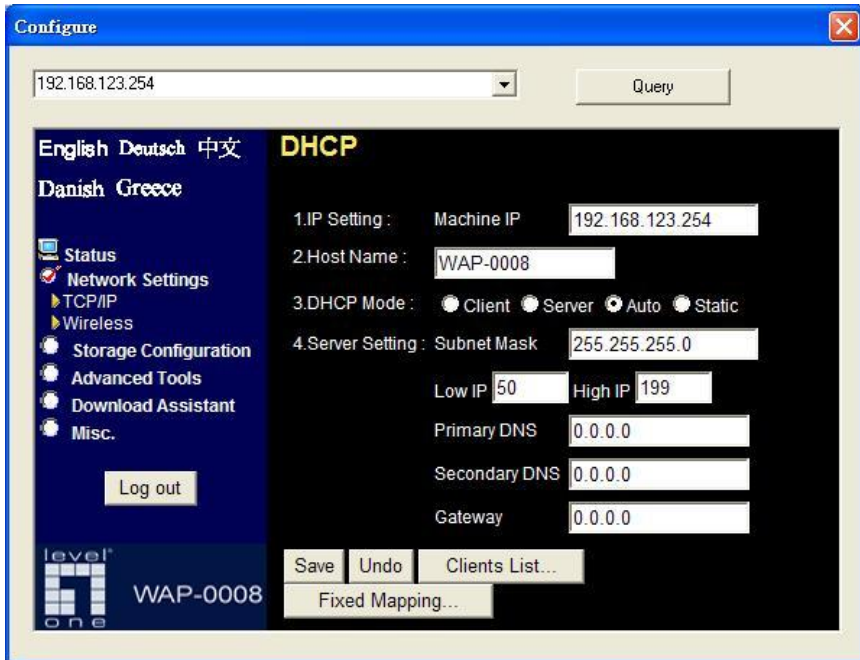 Configure
192.168.123.254
Query
English Deutsch 中文
Danish Greece
Status
Network Settings
TCP/IP
Wireless
Storage Configuration
Advanced Tools
Download Assistant
Misc.
Log out
level
one
WAP-0008
DHCP
1.IP Setting : Machine IP 192.168.123.254
2.Host Name : WAP-0008
3.DHCP Mode : Client Server Auto Static
4.Server Setting : Subnet Mask 255.255.255.0
Low IP 50 High IP 199
Primary DNS 0.0.0.0
Secondary DNS 0.0.0.0
Gateway 0.0.0.0
Save Undo Clients List...
Fixed Mapping...